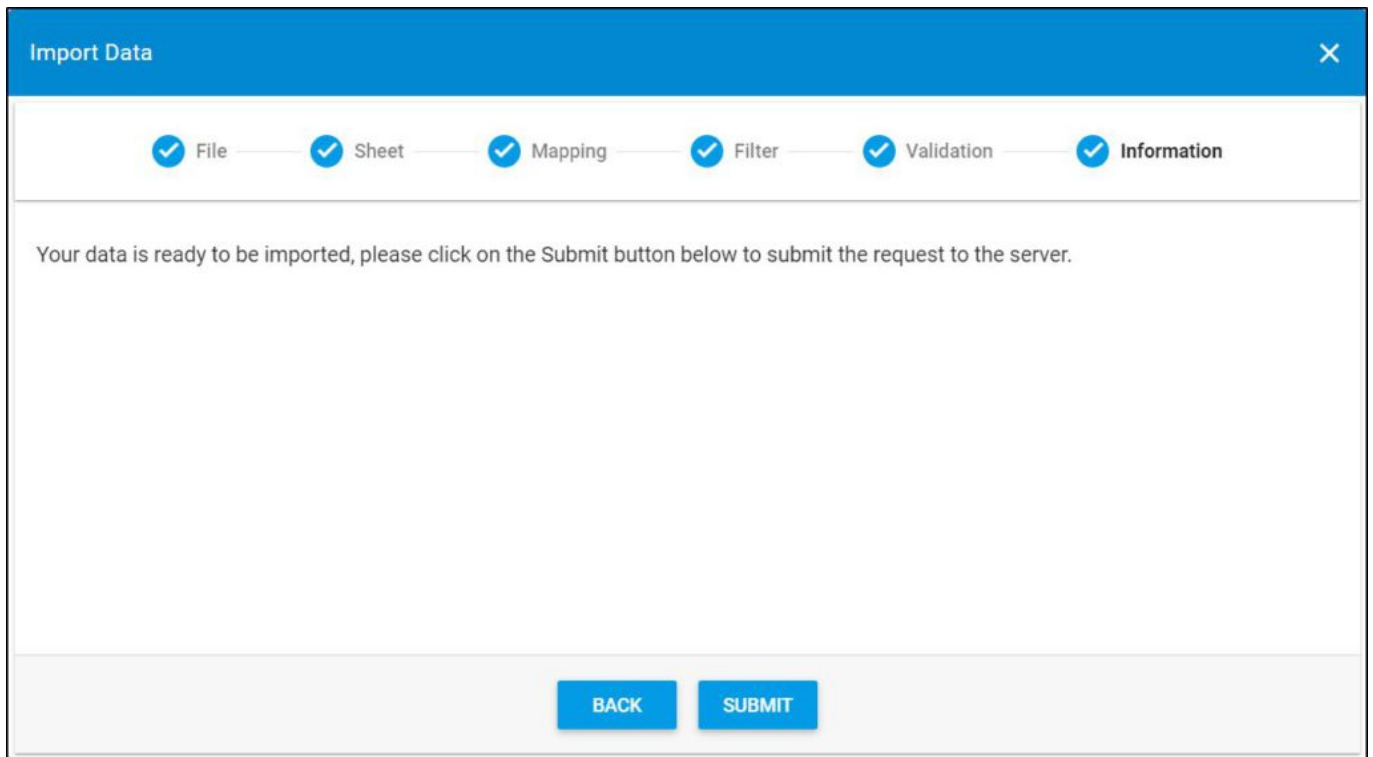 Import Data
File Sheet Mapping Filter Validation Information
Your data is ready to be imported, please click on the Submit button below to submit the request to the server.
BACK SUBMIT